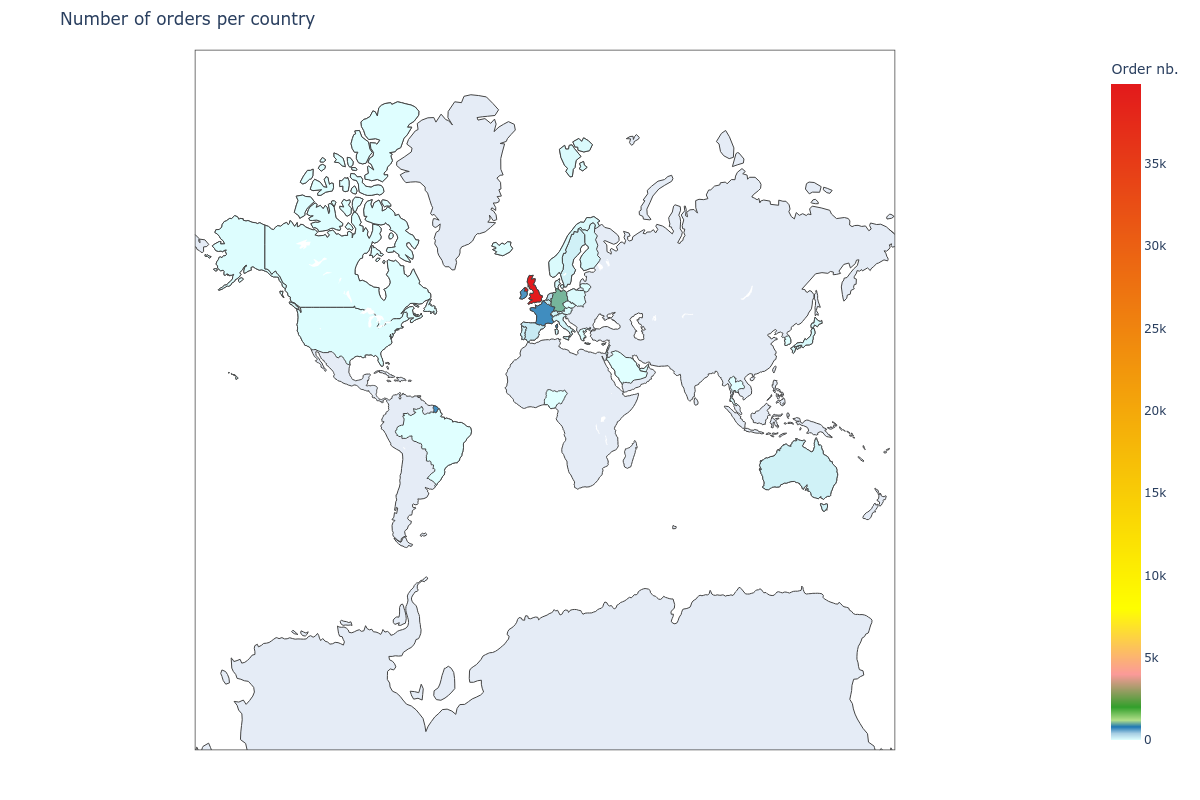 Number of orders per country
Order nb.
35k
30k
25k
20k
15k
10k
5k
0